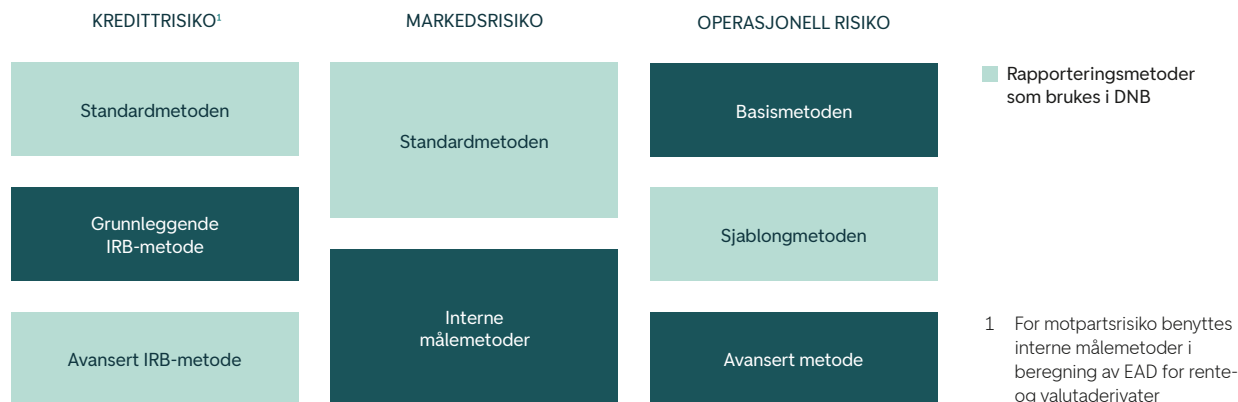 KREDITTRISIKO¹
Standardmetoden
Grunnleggende
IRB-metode
Avansert IRB-metode
MARKEDSRISIKO
Standardmetoden
Interne
målemetoder
OPERASJONELL RISIKO
Basismetoden
Sjablongmetoden
Avansert metode
Rapporteringsmetoder
som brukes i DNB
1 For motpartsrisiko benyttes
interne målemetoder i
beregning av EAD for rente-
og valutaderivater